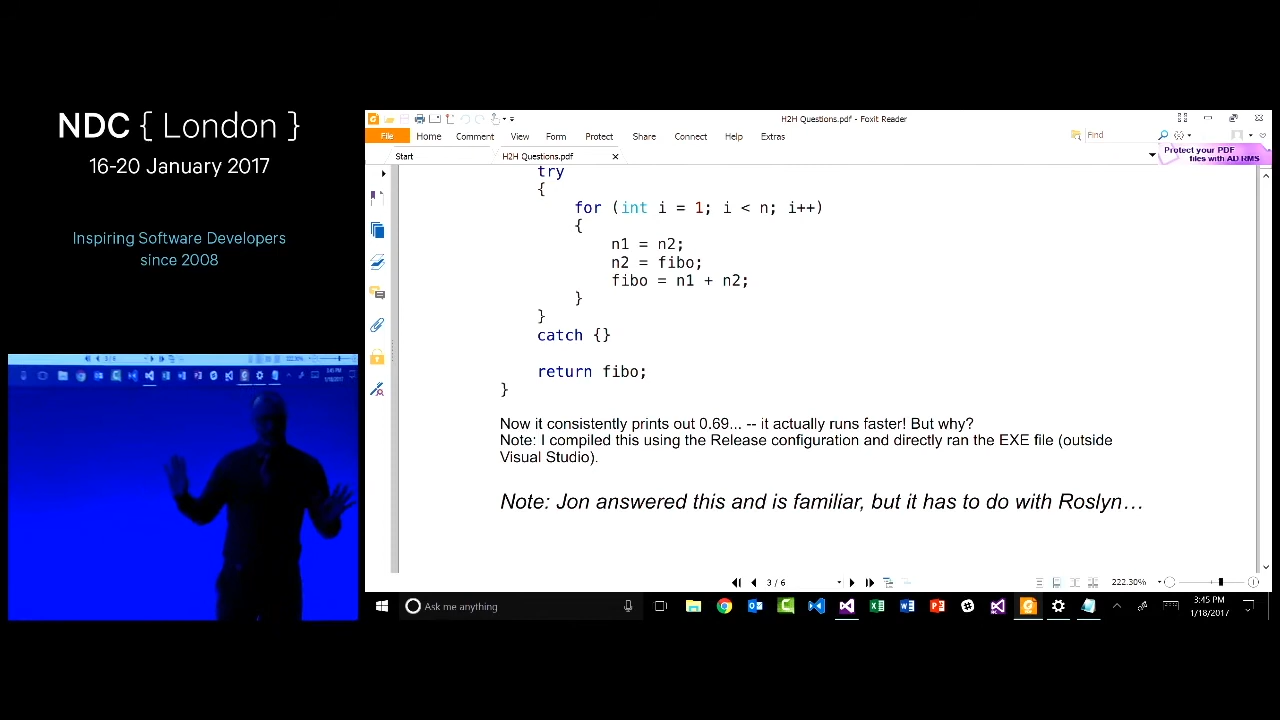 NDC { London }
16-20 January 2017
Inspiring Software Developers
since 2008
H2H Questions.pdf - Foxit Reader
File Home Comment View Form Protect Share Connect Help Extras
Find
Start H2H Questions.pdf
Protect your PDF
files with AD RMS
try
{
for (int i = 1; i < n; i++)
{
n1 = n2;
n2 = fibo;
fibo = n1 + n2;
}
}
catch {}
return fibo;
}
Now it consistently prints out 0.69... -- it actually runs faster! But why?
Note: I compiled this using the Release configuration and directly ran the EXE file (outside
Visual Studio).
Note: Jon answered this and is familiar, but it has to do with Roslyn…
3 / 6
222.30%
Ask me anything
3:45 PM
1/18/2017